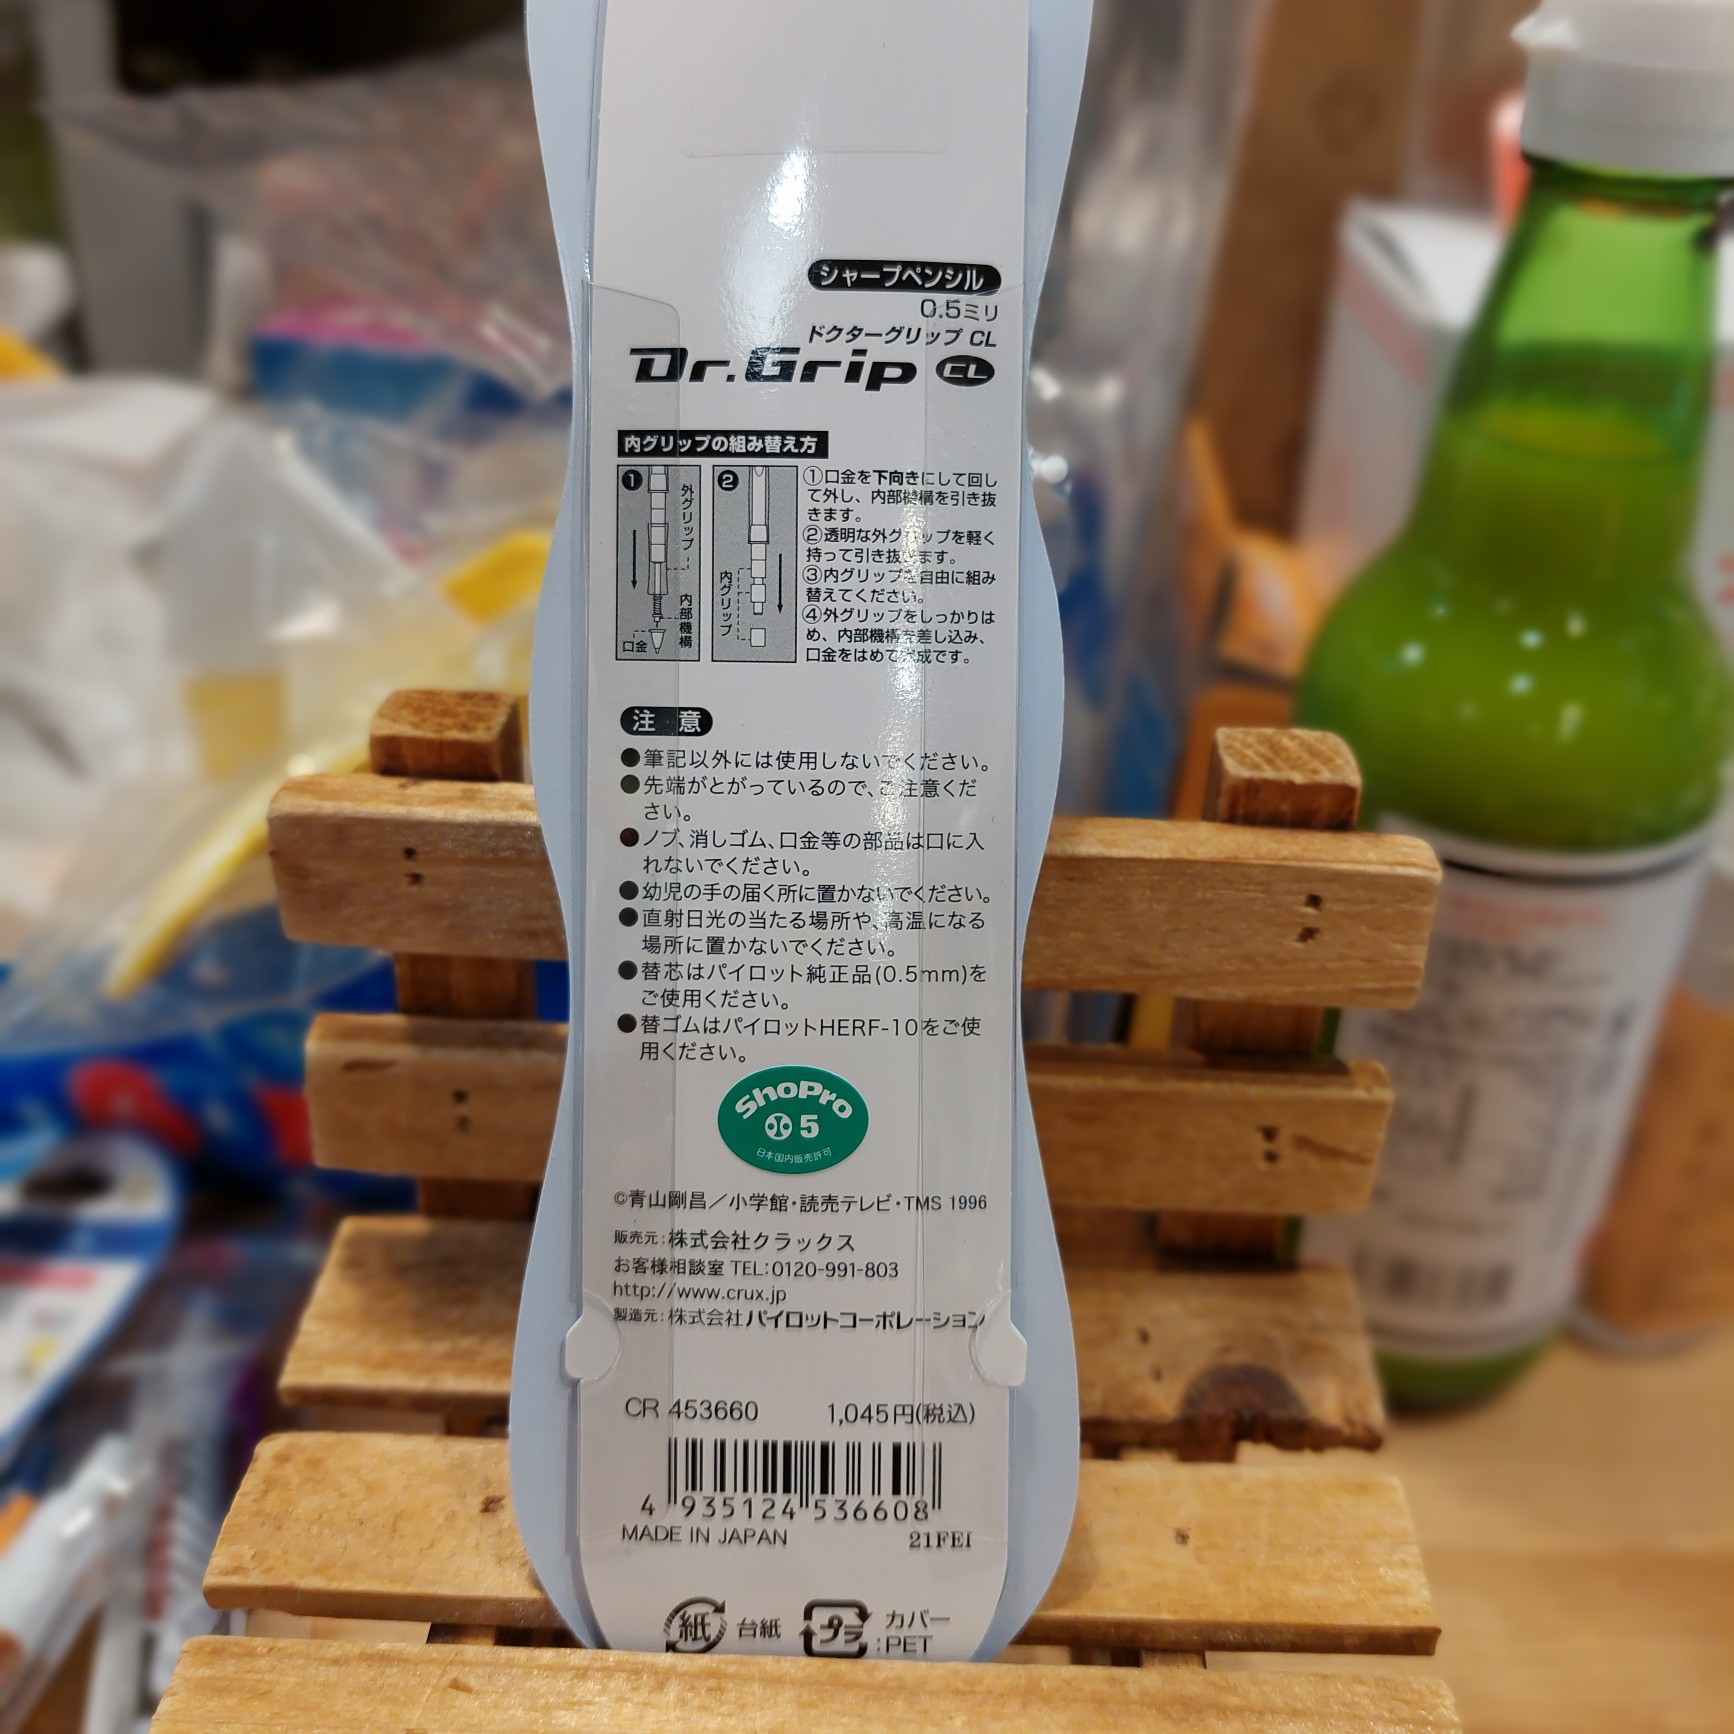 シャープペンシル
0.5ミリ
ドクターグリップ CL
Dr.Grip CL
内グリップの組み替え方
1
外グリップ
内部機構
口金
2
内グリップ
①口金を下向きにして回し
て外し、内部機構を引き抜
きます。
②透明な外グリップを軽く
持って引き抜きます。
③内グリップを自由に組み
替えてください。
④外グリップをしっかりは
め、内部機構を差し込み、
口金をはめて完成です。
注 意
●筆記以外には使用しないでください。
●先端がとがっているので、ご注意くだ
さい。
●ノブ、消しゴム、口金等の部品は口に入
れないでください。
●幼児の手の届く所に置かないでください。
●直射日光の当たる場所や、高温になる
場所に置かないでください。
●替芯はパイロット純正品(0.5mm)を
ご使用ください。
●替ゴムはパイロットHERF-10をご使
用ください。
ShoPro
5
日本国内販売許可
©青山剛昌/小学館・読売テレビ・TMS 1996
販売元:株式会社クラックス
お客様相談室 TEL:0120-991-803
http://www.crux.jp
製造元:株式会社パイロットコーポレーション
CR 453660 1,045円(税込)
4 935124 536608
MADE IN JAPAN 21FEI
紙 台紙 プラ カバー
:PET